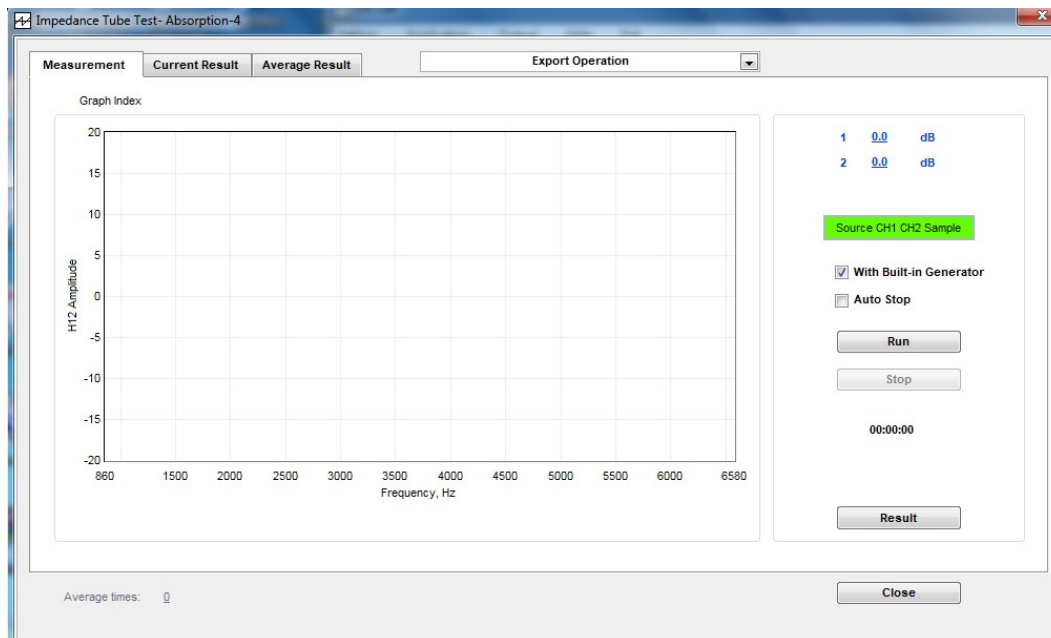 Impedance Tube Test- Absorption-4
X
Measurement
Current Result
Average Result
Export Operation
Graph Index
20
15
10
5
0
-5
-10
-15
-20
H12 Amplitude
860 1500 2000 2500 3000 3500 4000 4500 5000 5500 6000 6580
Frequency, Hz
1 0.0 dB
2 0.0 dB
Source CH1 CH2 Sample
With Built-in Generator
Auto Stop
Run
Stop
00:00:00
Result
Average times: 0
Close